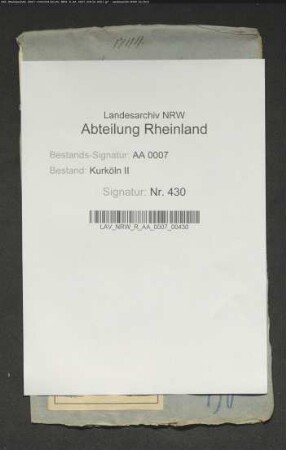 Landesarchiv NRW
Abteilung Rheinland
Bestands-Signatur: AA 0007
Bestand: Kurköln II
Signatur: Nr. 430
LAV_NRW_R_AA_0007_00430